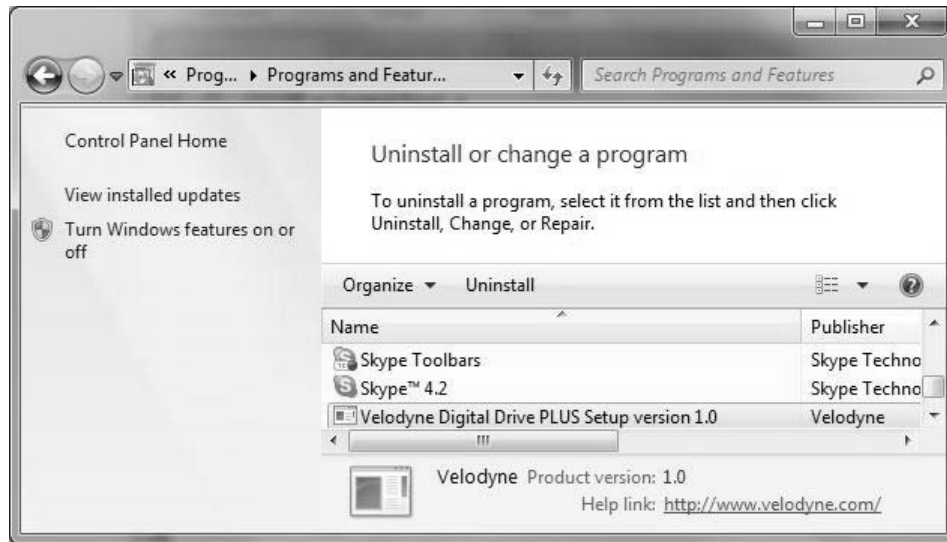 « Prog... ▸ Programs and Featur...
Search Programs and Features
Control Panel Home
View installed updates
Turn Windows features on or
off
Uninstall or change a program
To uninstall a program, select it from the list and then click
Uninstall, Change, or Repair.
Organize
Uninstall
Name
Publisher
Skype Toolbars
Skype Techno
Skype™ 4.2
Skype Techno
Velodyne Digital Drive PLUS Setup version 1.0
Velodyne
Velodyne Product version: 1.0
Help link: http://www.velodyne.com/